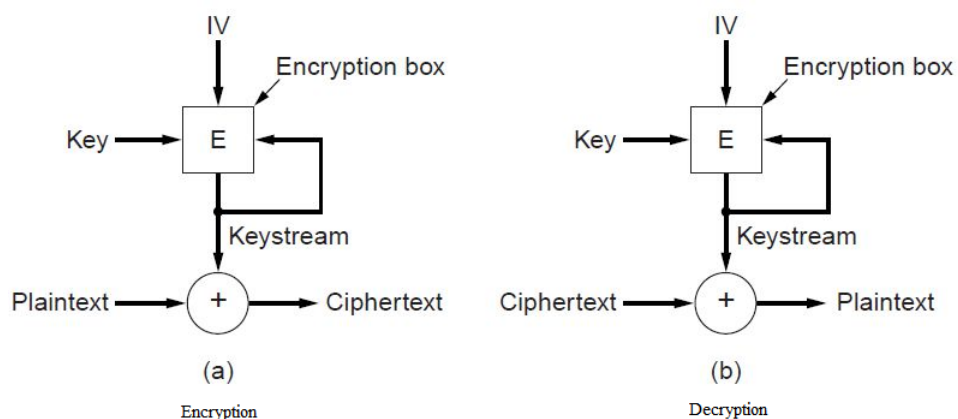 IV
Encryption box
Key
E
Keystream
Plaintext
+
Ciphertext
(a)
Encryption
IV
Encryption box
Key
E
Keystream
Ciphertext
+
Plaintext
(b)
Decryption